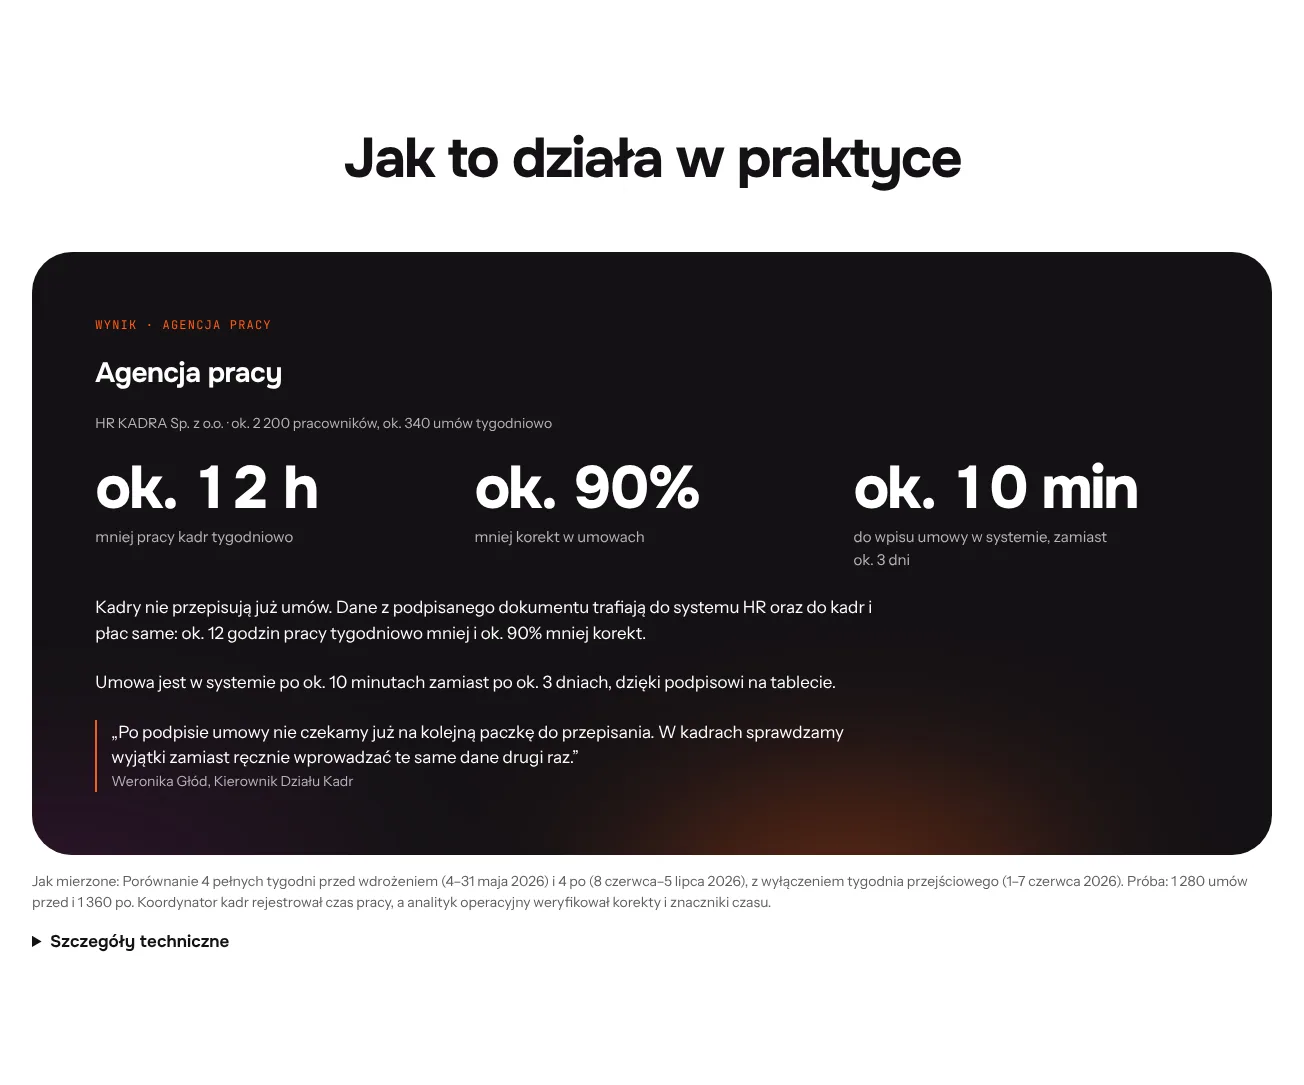 Jak to działa w praktyce
WYNIK · AGENCJA PRACY
Agencja pracy
HR KADRA Sp. z o.o. · ok. 2 200 pracowników, ok. 340 umów tygodniowo
ok. 12 h
mniej pracy kadr tygodniowo
ok. 90%
mniej korekt w umowach
ok. 10 min
do wpisu umowy w systemie, zamiast
ok. 3 dni
Kadry nie przepisują już umów. Dane z podpisanego dokumentu trafiają do systemu HR oraz do kadr i
płac same: ok. 12 godzin pracy tygodniowo mniej i ok. 90% mniej korekt.
Umowa jest w systemie po ok. 10 minutach zamiast po ok. 3 dniach, dzięki podpisowi na tablecie.
„Po podpisie umowy nie czekamy już na kolejną paczkę do przepisania. W kadrach sprawdzamy
wyjątki zamiast ręcznie wprowadzać te same dane drugi raz.”
Weronika Głód, Kierownik Działu Kadr
Jak mierzone: Porównanie 4 pełnych tygodni przed wdrożeniem (4–31 maja 2026) i 4 po (8 czerwca–5 lipca 2026), z wyłączeniem tygodnia przejściowego (1–7 czerwca 2026). Próba: 1 280 umów
przed i 1 360 po. Koordynator kadr rejestrował czas pracy, a analityk operacyjny weryfikował korekty i znaczniki czasu.
▶ Szczegóły techniczne